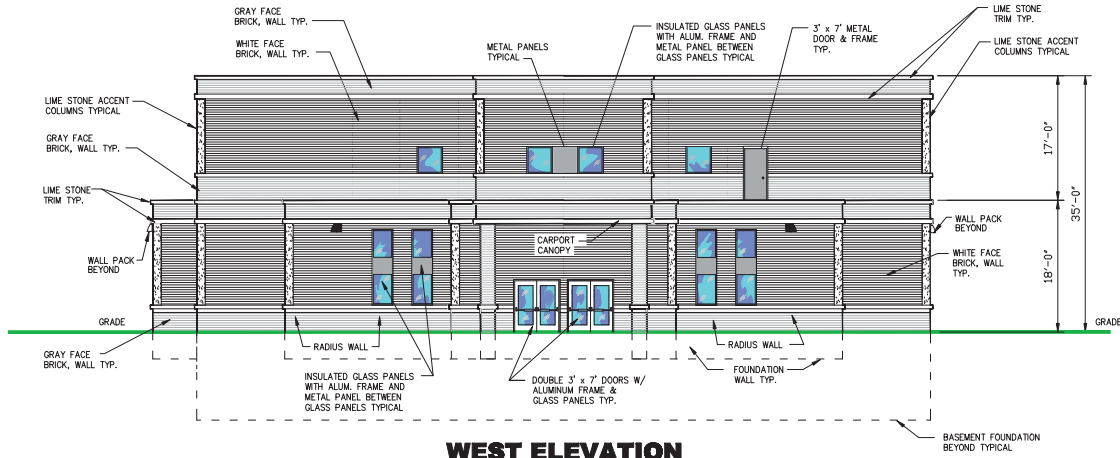 GRAY FACE
BRICK, WALL TYP.
WHITE FACE
BRICK, WALL TYP.
METAL PANELS
TYPICAL
INSULATED GLASS PANELS
WITH ALUM. FRAME AND
METAL PANEL BETWEEN
GLASS PANELS TYPICAL
3' x 7' METAL
DOOR & FRAME
TYP.
LIME STONE
TRIM TYP.
LIME STONE ACCENT
COLUMNS TYPICAL
LIME STONE ACCENT
COLUMNS TYPICAL
GRAY FACE
BRICK, WALL TYP.
LIME STONE
TRIM TYP.
WALL PACK
BEYOND
17'-0"
35'-0"
18'-0"
CARPORT
CANOPY
WALL PACK
BEYOND
WHITE FACE
BRICK, WALL
TYP.
GRADE
GRADE
GRAY FACE
BRICK, WALL TYP.
RADIUS WALL
RADIUS WALL
INSULATED GLASS PANELS
WITH ALUM. FRAME AND
METAL PANEL BETWEEN
GLASS PANELS TYPICAL
DOUBLE 3' x 7' DOORS W/
ALUMINUM FRAME &
GLASS PANELS TYP.
FOUNDATION
WALL TYP.
BASEMENT FOUNDATION
BEYOND TYPICAL
WEST ELEVATION